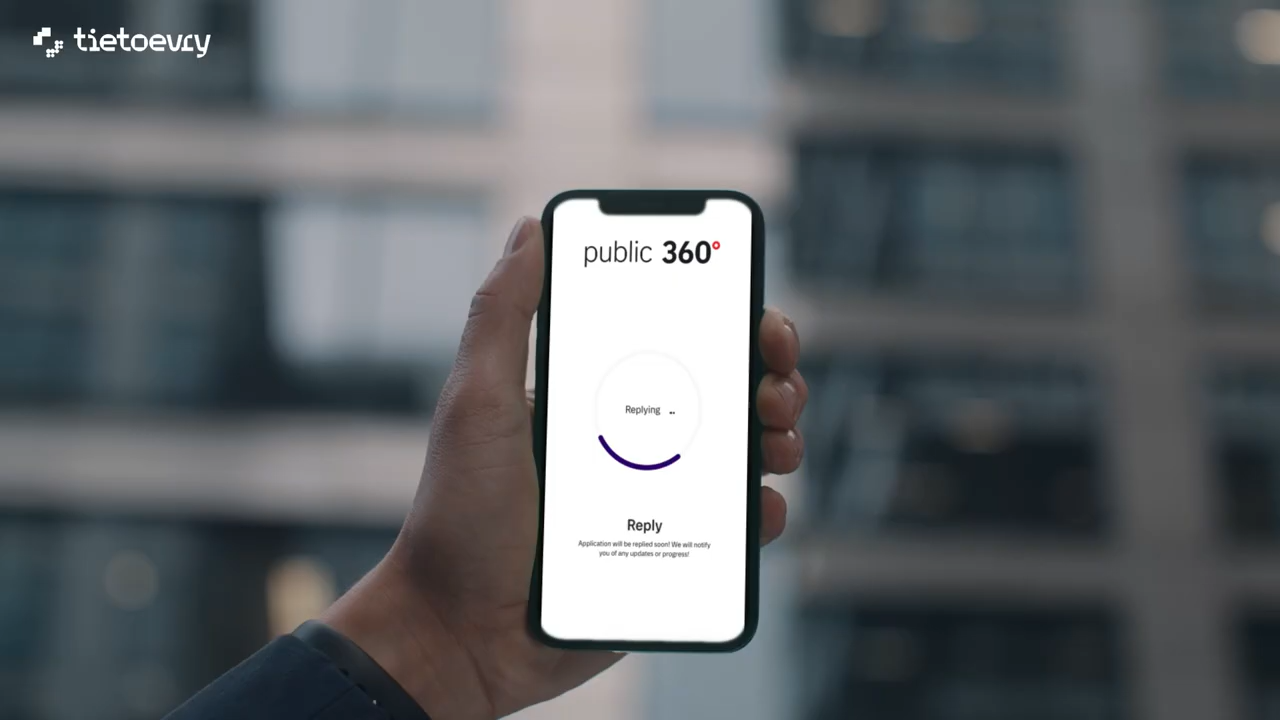 tietoevry
public 360°
Replying ..
Reply
Application will be replied soon! We will notify
you of any updates or progress!